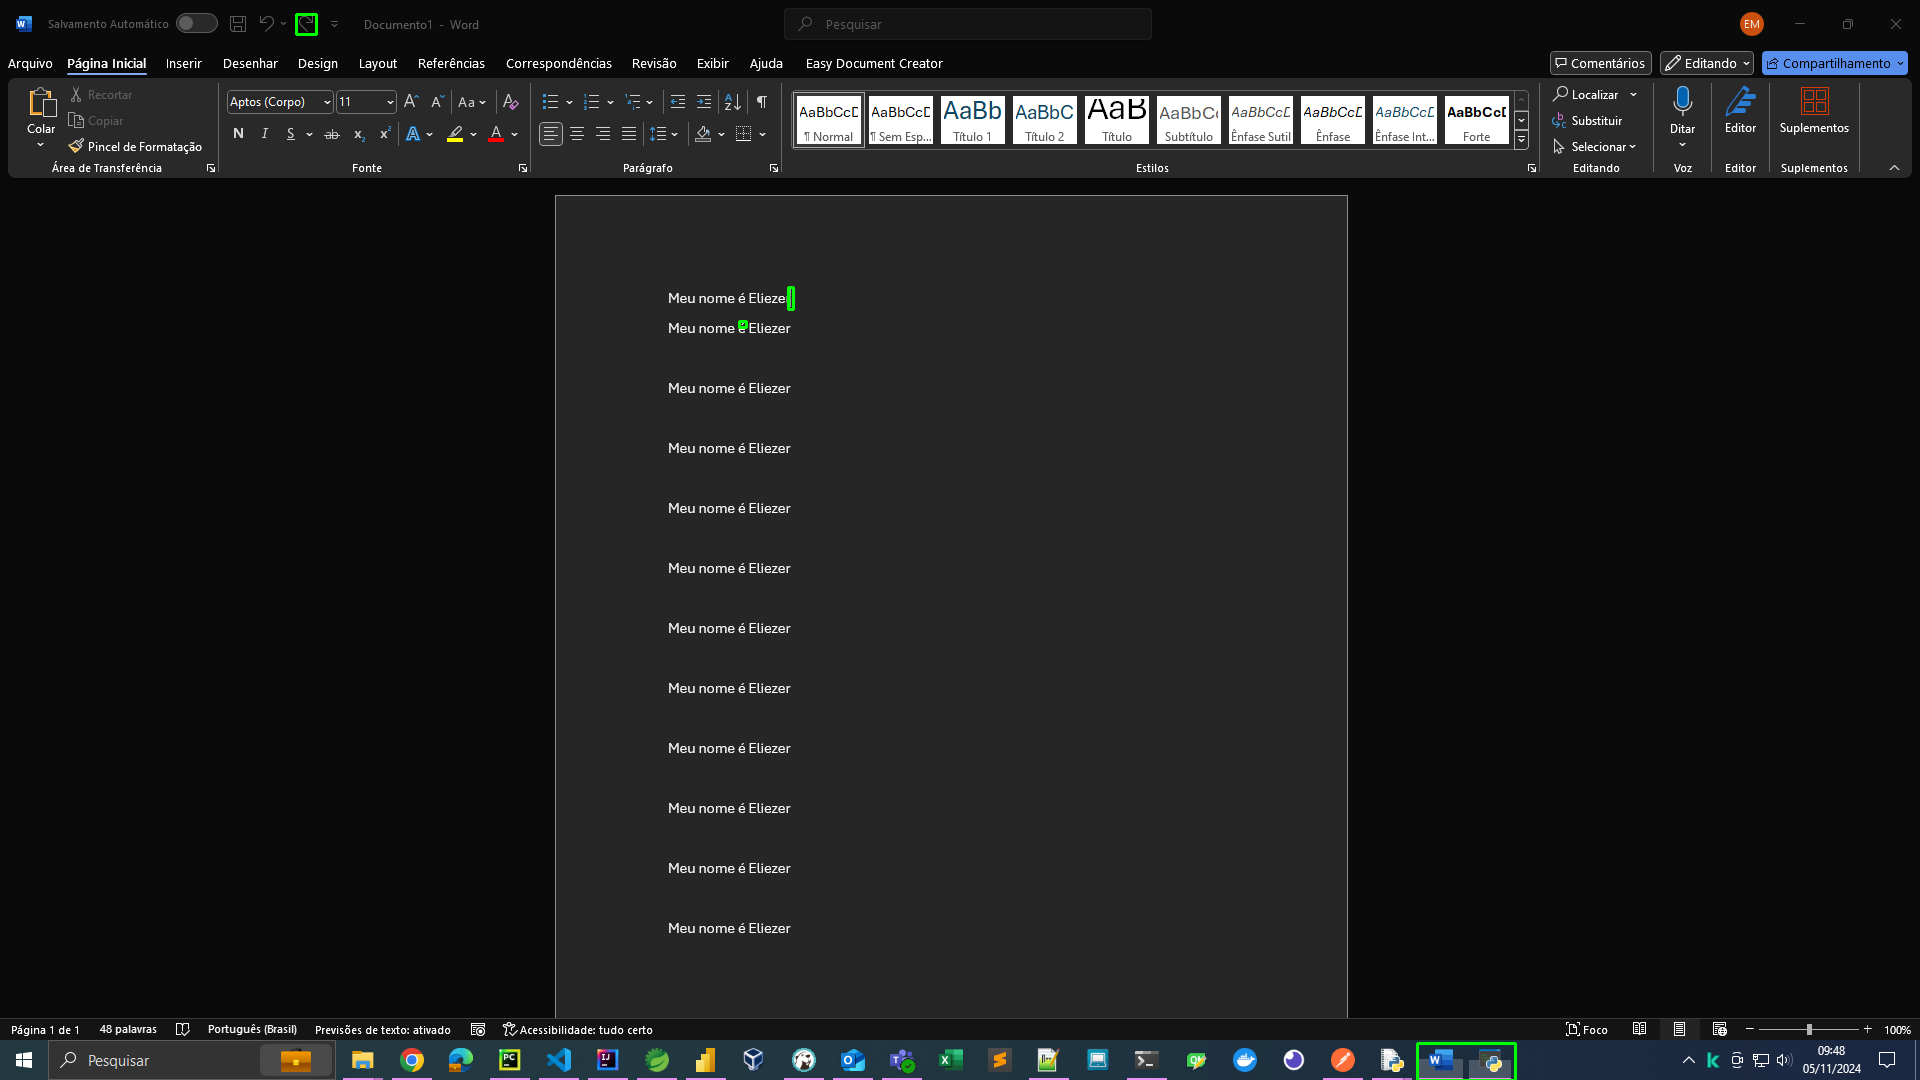 Salvamento Automático Documento1 - Word Pesquisar EM
Arquivo Página Inicial Inserir Desenhar Design Layout Referências Correspondências Revisão Exibir Ajuda Easy Document Creator Comentários Editando Compartilhamento
Colar Recortar Copiar Pincel de Formatação
Área de Transferência
Aptos (Corpo) 11
N I S ab x₂ x² A A
Fonte
Parágrafo
AaBbCcD AaBbCcD AaBb AaBbC AaB AaBbCc AaBbCcD AaBbCcD AaBbCcD AaBbCcD
¶ Normal ¶ Sem Esp... Título 1 Título 2 Título Subtítulo Ênfase Sutil Ênfase Ênfase Int... Forte
Estilos
Localizar
Substituir
Selecionar
Editando
Ditar
Voz
Editor
Editor
Suplementos
Suplementos
Meu nome é Eliezer
Meu nome é Eliezer
Meu nome é Eliezer
Meu nome é Eliezer
Meu nome é Eliezer
Meu nome é Eliezer
Meu nome é Eliezer
Meu nome é Eliezer
Meu nome é Eliezer
Meu nome é Eliezer
Meu nome é Eliezer
Meu nome é Eliezer
Página 1 de 1 48 palavras Português (Brasil) Previsões de texto: ativado Acessibilidade: tudo certo Foco 100%
Pesquisar
09:48
05/11/2024